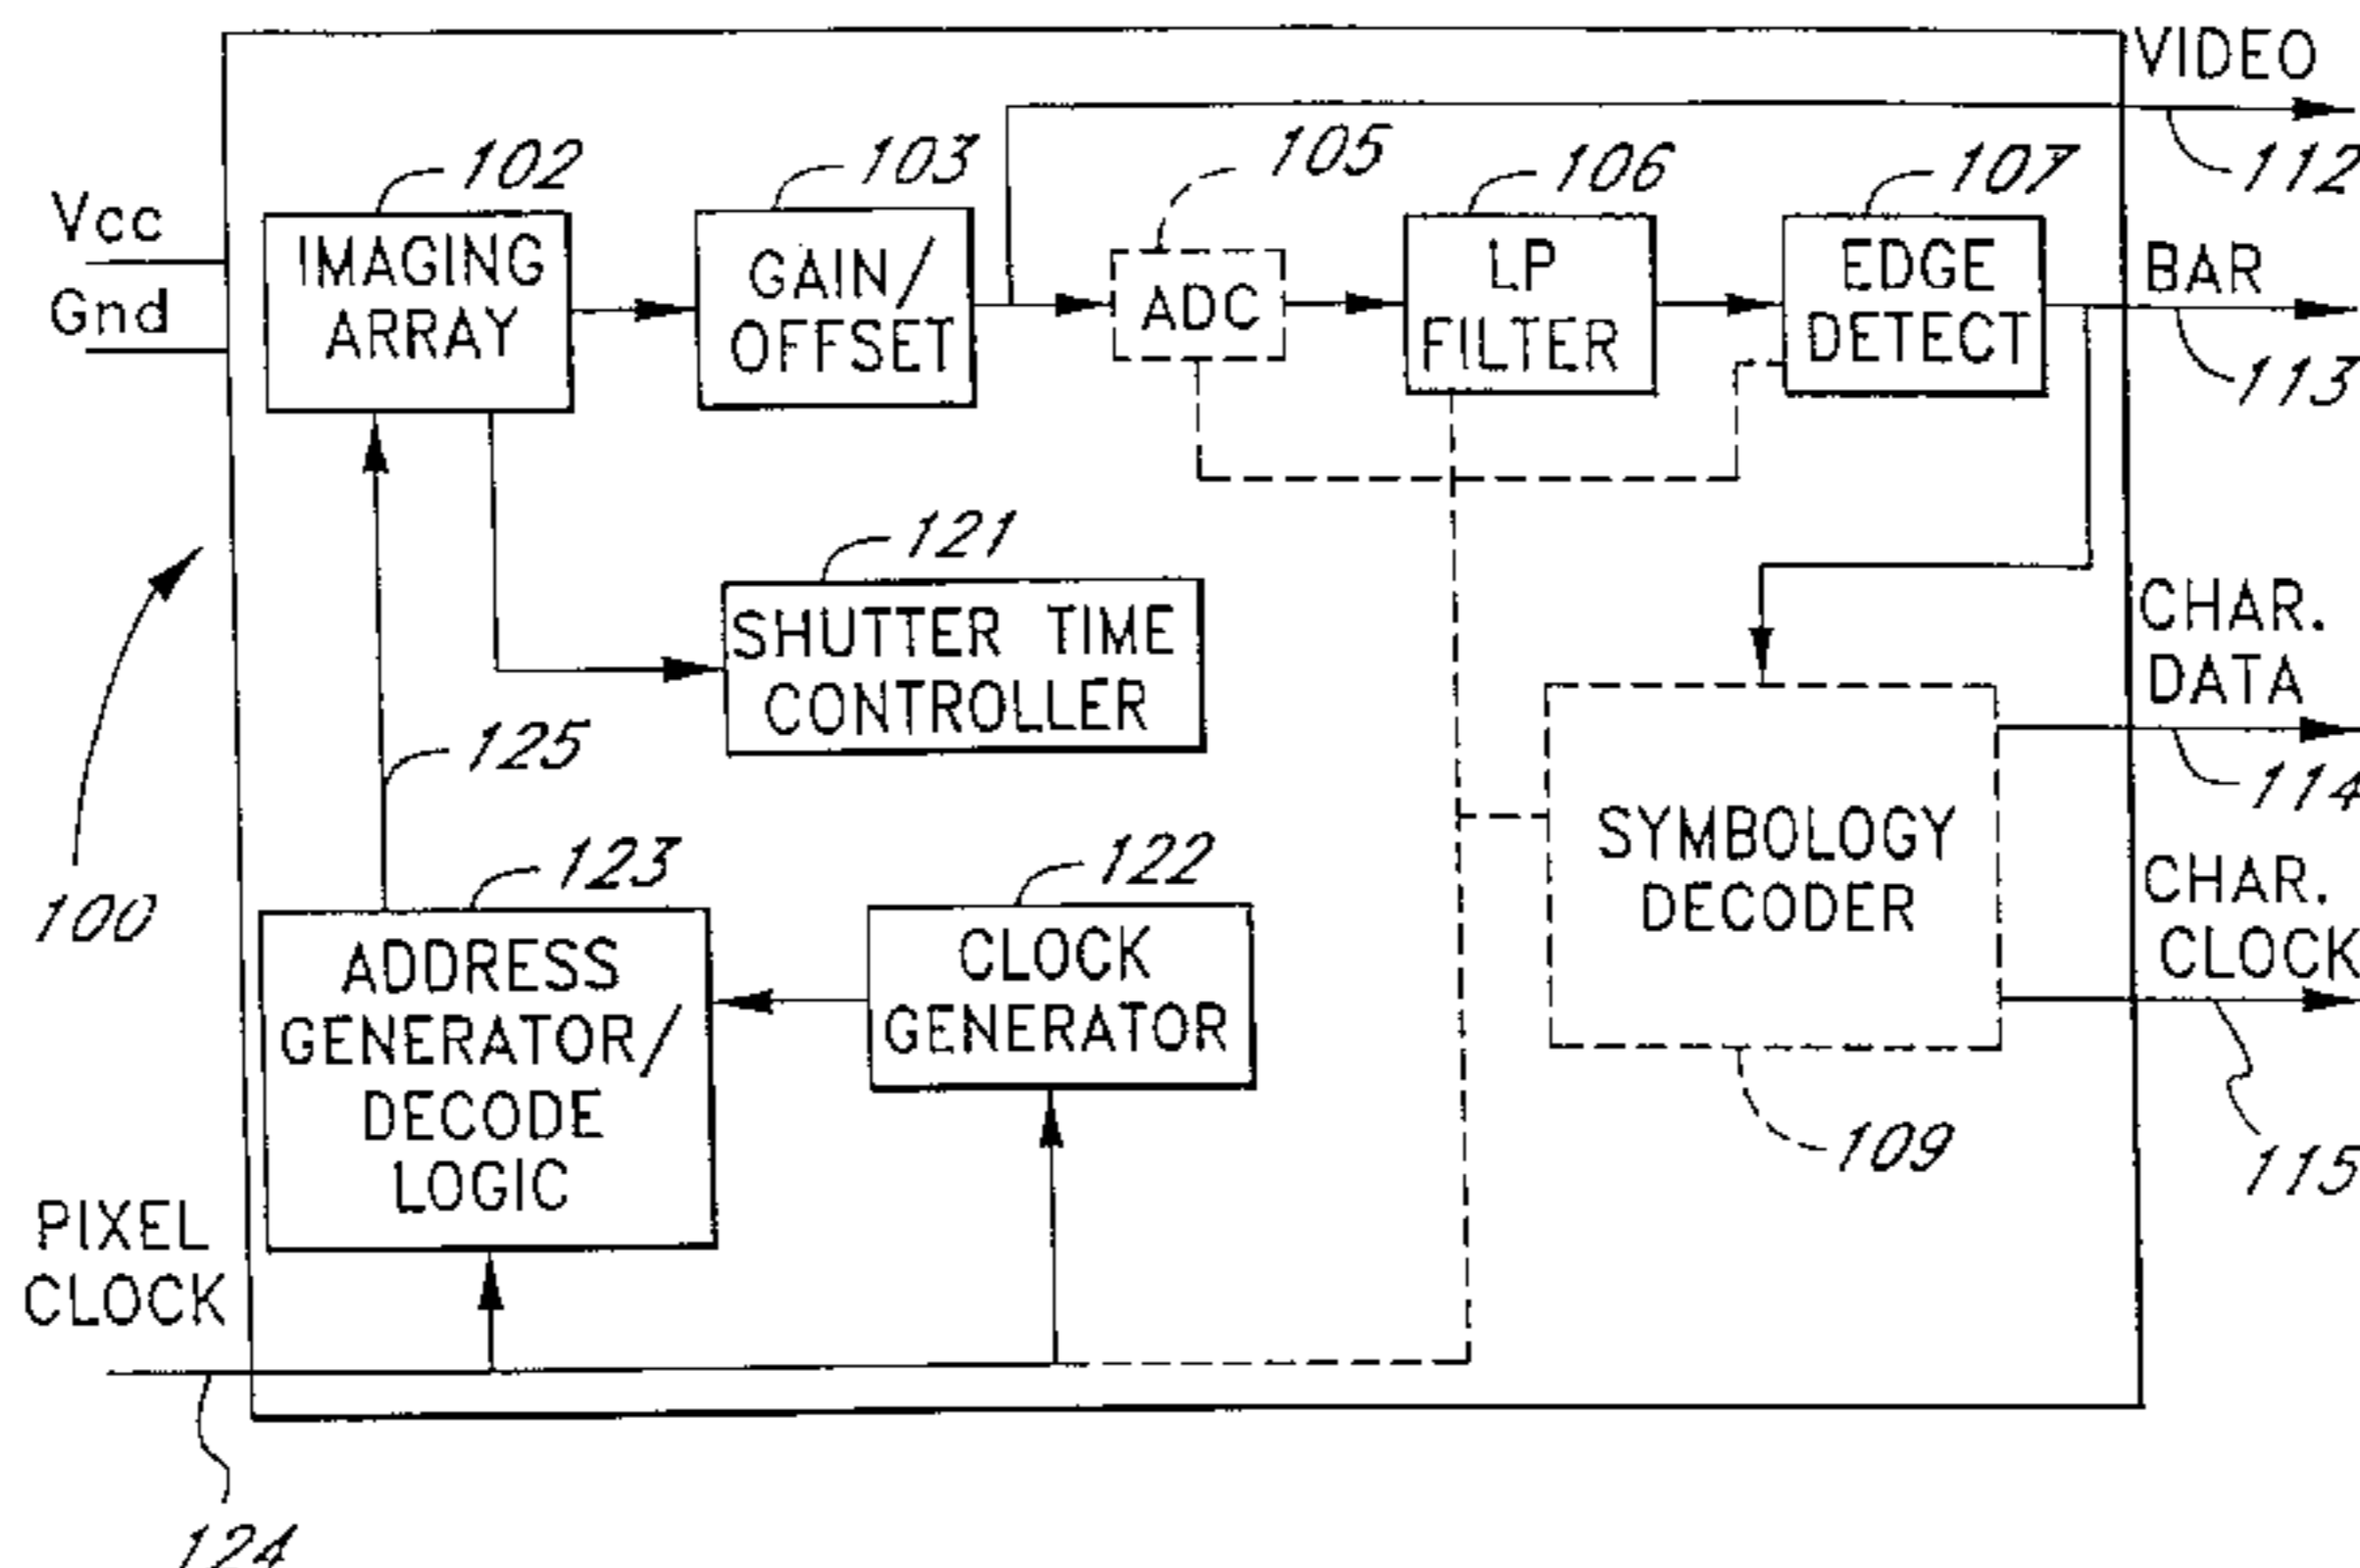 VIDEO
112
102
103
105
106
107
Vcc
Gnd
IMAGING
ARRAY
GAIN/
OFFSET
ADC
LP
FILTER
EDGE
DETECT
BAR
113
121
SHUTTER TIME
CONTROLLER
CHAR.
DATA
114
125
100
123
122
ADDRESS
GENERATOR/
DECODE
LOGIC
CLOCK
GENERATOR
SYMBOLOGY
DECODER
109
CHAR.
CLOCK
115
PIXEL
CLOCK
124